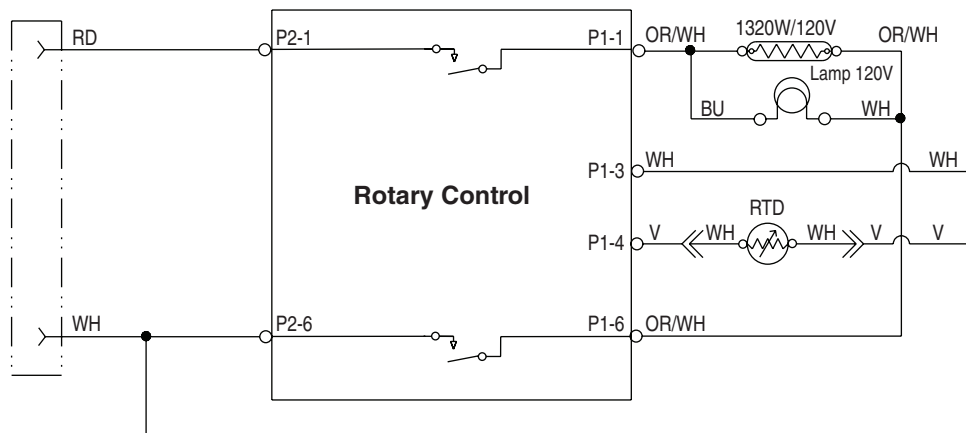 RD P2-1 P1-1 OR/WH 1320W/120V OR/WH
Lamp 120V
BU WH
P1-3 WH WH
Rotary Control
RTD
P1-4 V WH WH V V
WH P2-6 P1-6 OR/WH